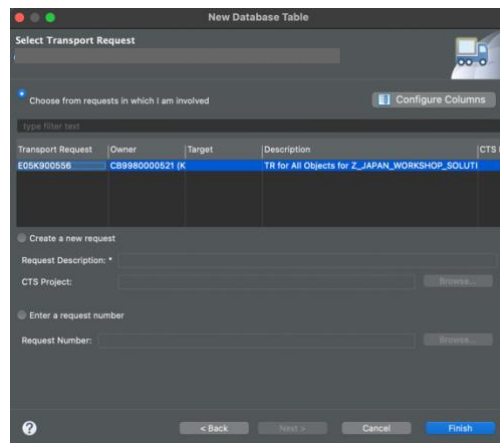 New Database Table
Select Transport Request
Choose from requests in which I am involved
Configure Columns
type filter text
Transport Request Owner Target Description CTS
E05K900556 CB9980000521 (K TR for All Objects for Z_JAPAN_WORKSHOP_SOLUTI
Create a new request
Request Description: *
CTS Project: Browse...
Enter a request number
Request Number: Browse...
? < Back Next > Cancel Finish